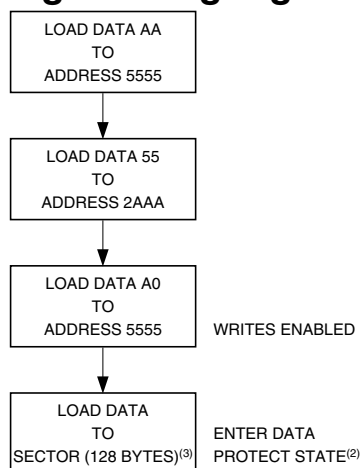 LOAD DATA AA
TO
ADDRESS 5555
LOAD DATA 55
TO
ADDRESS 2AAA
LOAD DATA A0
TO
ADDRESS 5555
WRITES ENABLED
LOAD DATA
TO
SECTOR (128 BYTES)(3)
ENTER DATA
PROTECT STATE(2)